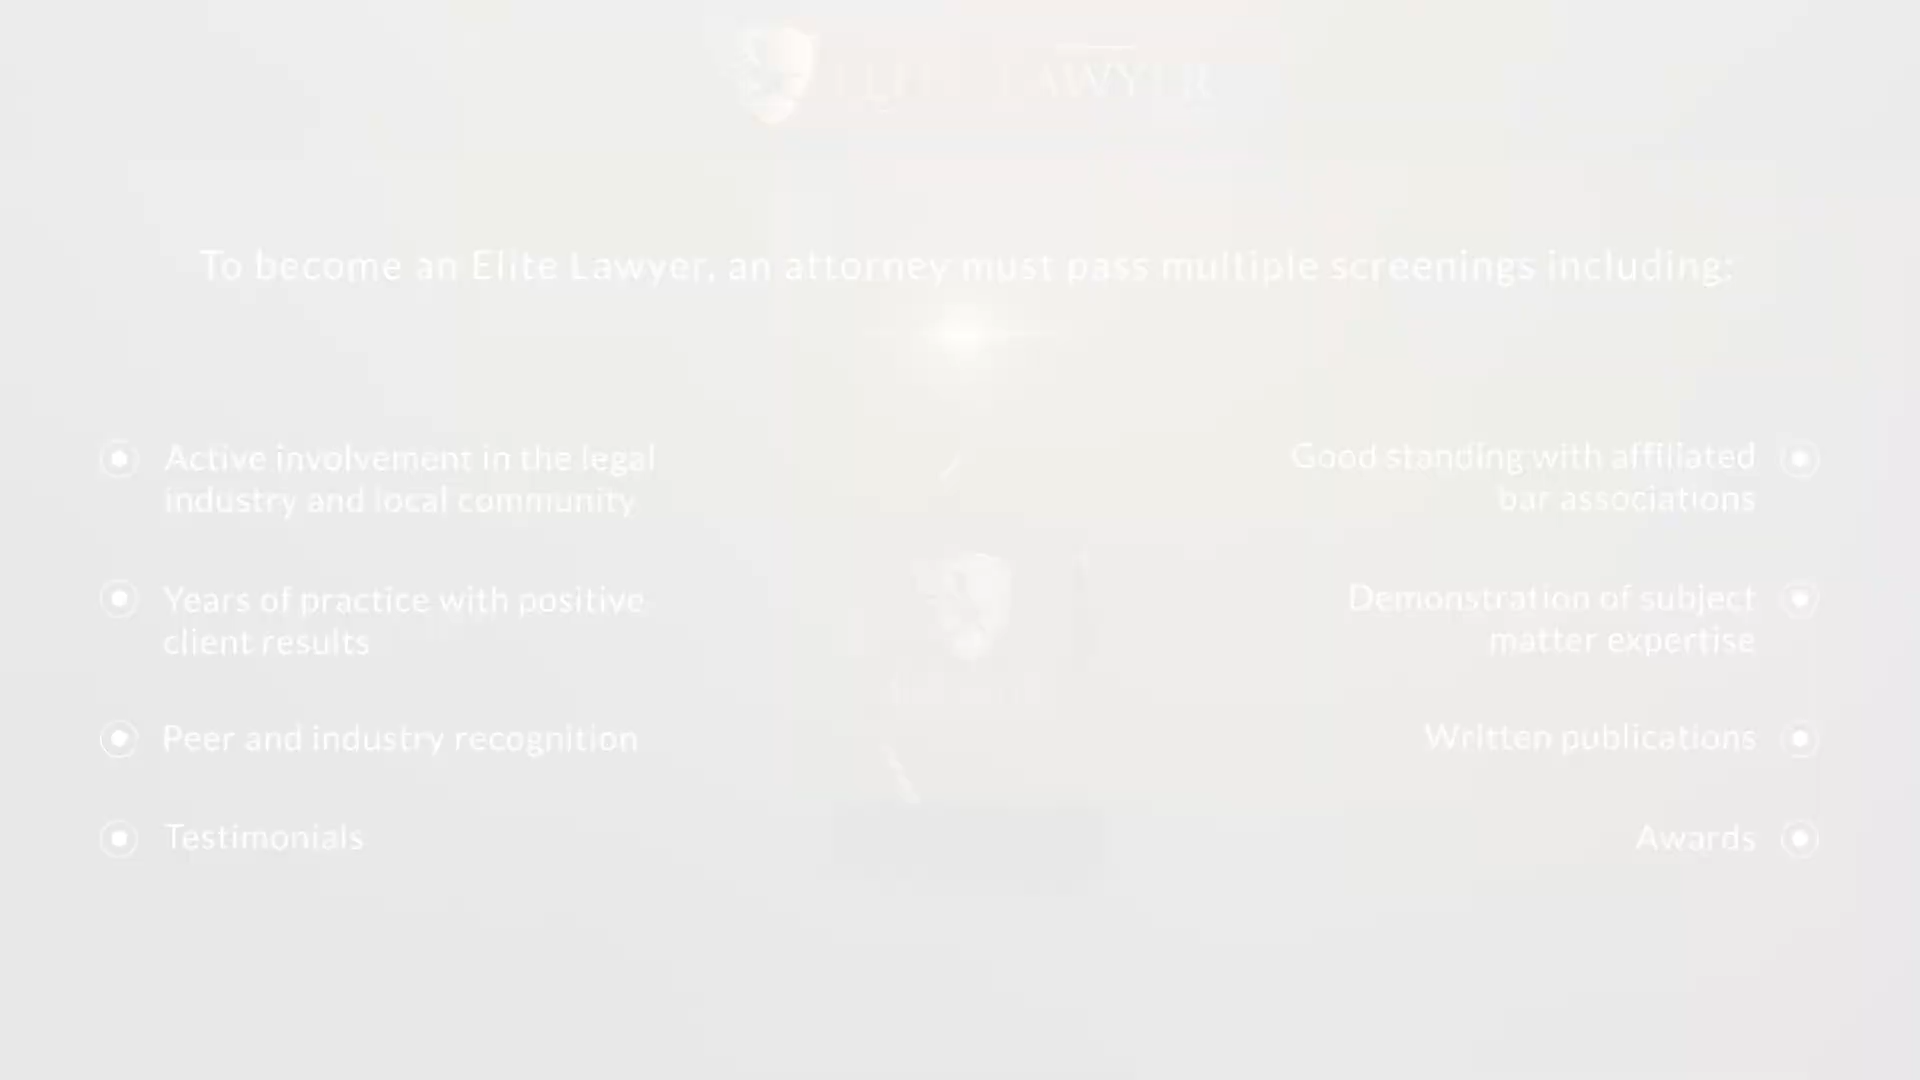 ELITE LAWYER
To become an Elite Lawyer, an attorney must pass multiple screenings including:
Active involvement in the legal
industry and local community
Years of practice with positive
client results
Peer and industry recognition
Testimonials
Good standing with affiliated
bar associations
Demonstration of subject
matter expertise
Written publications
Awards